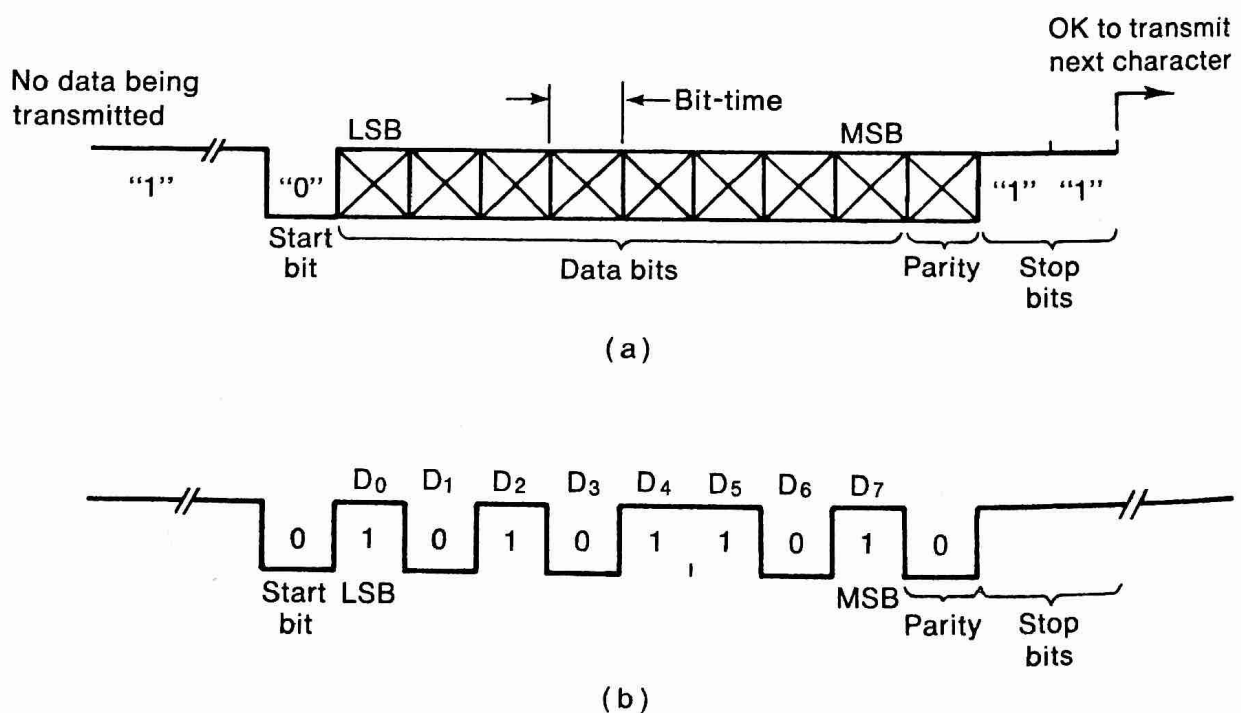 OK to transmit
next character
No data being
transmitted
Bit-time
LSB
MSB
“1”
“0”
“1” “1”
Start
bit
Data bits
Parity
Stop
bits
(a)
D0 D1 D2 D3 D4 D5 D6 D7
0 1 0 1 0 1 1 0 1 0
Start
bit
LSB
MSB
Parity
Stop
bits
(b)